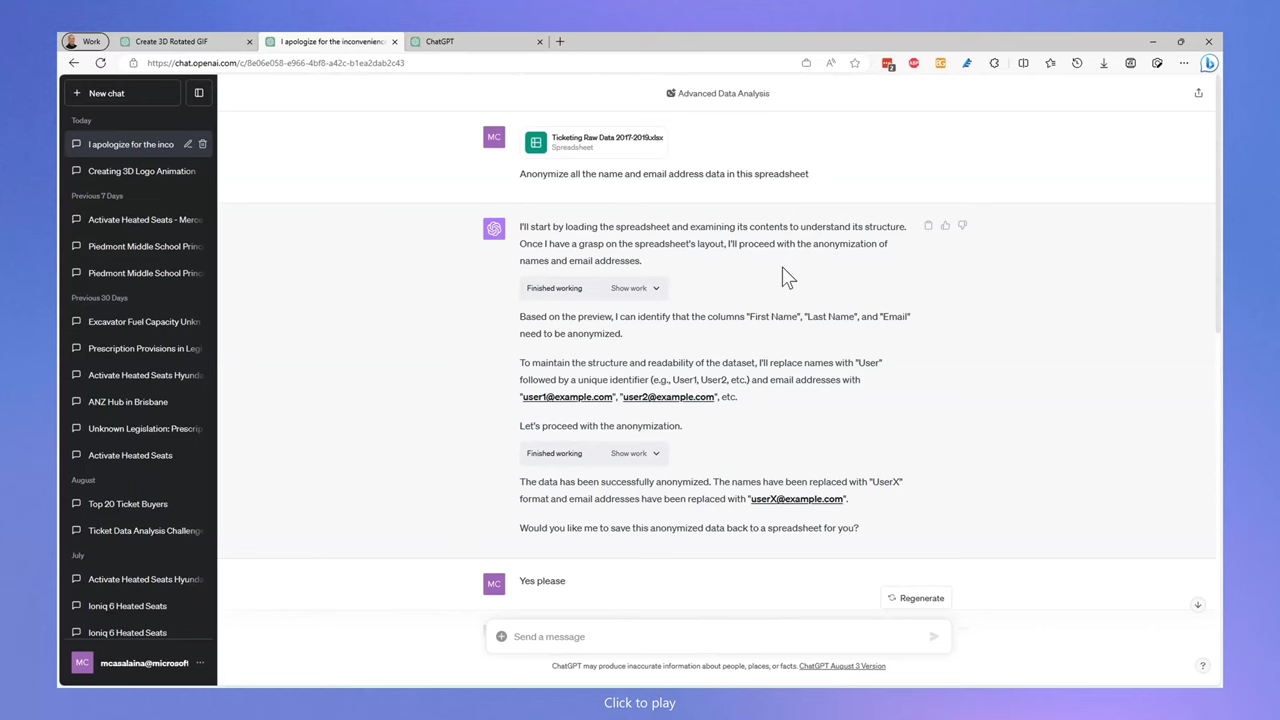 Work
Create 3D Rotated GIF
I apologize for the inconvenienc
ChatGPT
https://chat.openai.com/c/8e06e058-e966-4bf8-a42c-b1ea2dab2c43
New chat
Advanced Data Analysis
Today
I apologize for the inco
Creating 3D Logo Animation
Previous 7 Days
Activate Heated Seats - Merce
Piedmont Middle School Princ
Piedmont Middle School Princ
Previous 30 Days
Excavator Fuel Capacity Unkn
Prescription Provisions in Legi
Activate Heated Seats Hyunda
ANZ Hub in Brisbane
Unknown Legislation: Prescrip
Activate Heated Seats
August
Top 20 Ticket Buyers
Ticket Data Analysis Challeng
July
Activate Heated Seats Hyunda
Ioniq 6 Heated Seats
Ioniq 6 Heated Seats
MC
mcasalaina@microsoft
MC
Ticketing Raw Data 2017-2019.xlsx
Spreadsheet
Anonymize all the name and email address data in this spreadsheet
I'll start by loading the spreadsheet and examining its contents to understand its structure.
Once I have a grasp on the spreadsheet's layout, I'll proceed with the anonymization of
names and email addresses.
Finished working Show work
Based on the preview, I can identify that the columns "First Name", "Last Name", and "Email"
need to be anonymized.
To maintain the structure and readability of the dataset, I'll replace names with "User"
followed by a unique identifier (e.g., User1, User2, etc.) and email addresses with
"user1@example.com", "user2@example.com", etc.
Let's proceed with the anonymization.
Finished working Show work
The data has been successfully anonymized. The names have been replaced with "UserX"
format and email addresses have been replaced with "userX@example.com".
Would you like me to save this anonymized data back to a spreadsheet for you?
MC
Yes please
Regenerate
Send a message
ChatGPT may produce inaccurate information about people, places, or facts. ChatGPT August 3 Version
?
Click to play